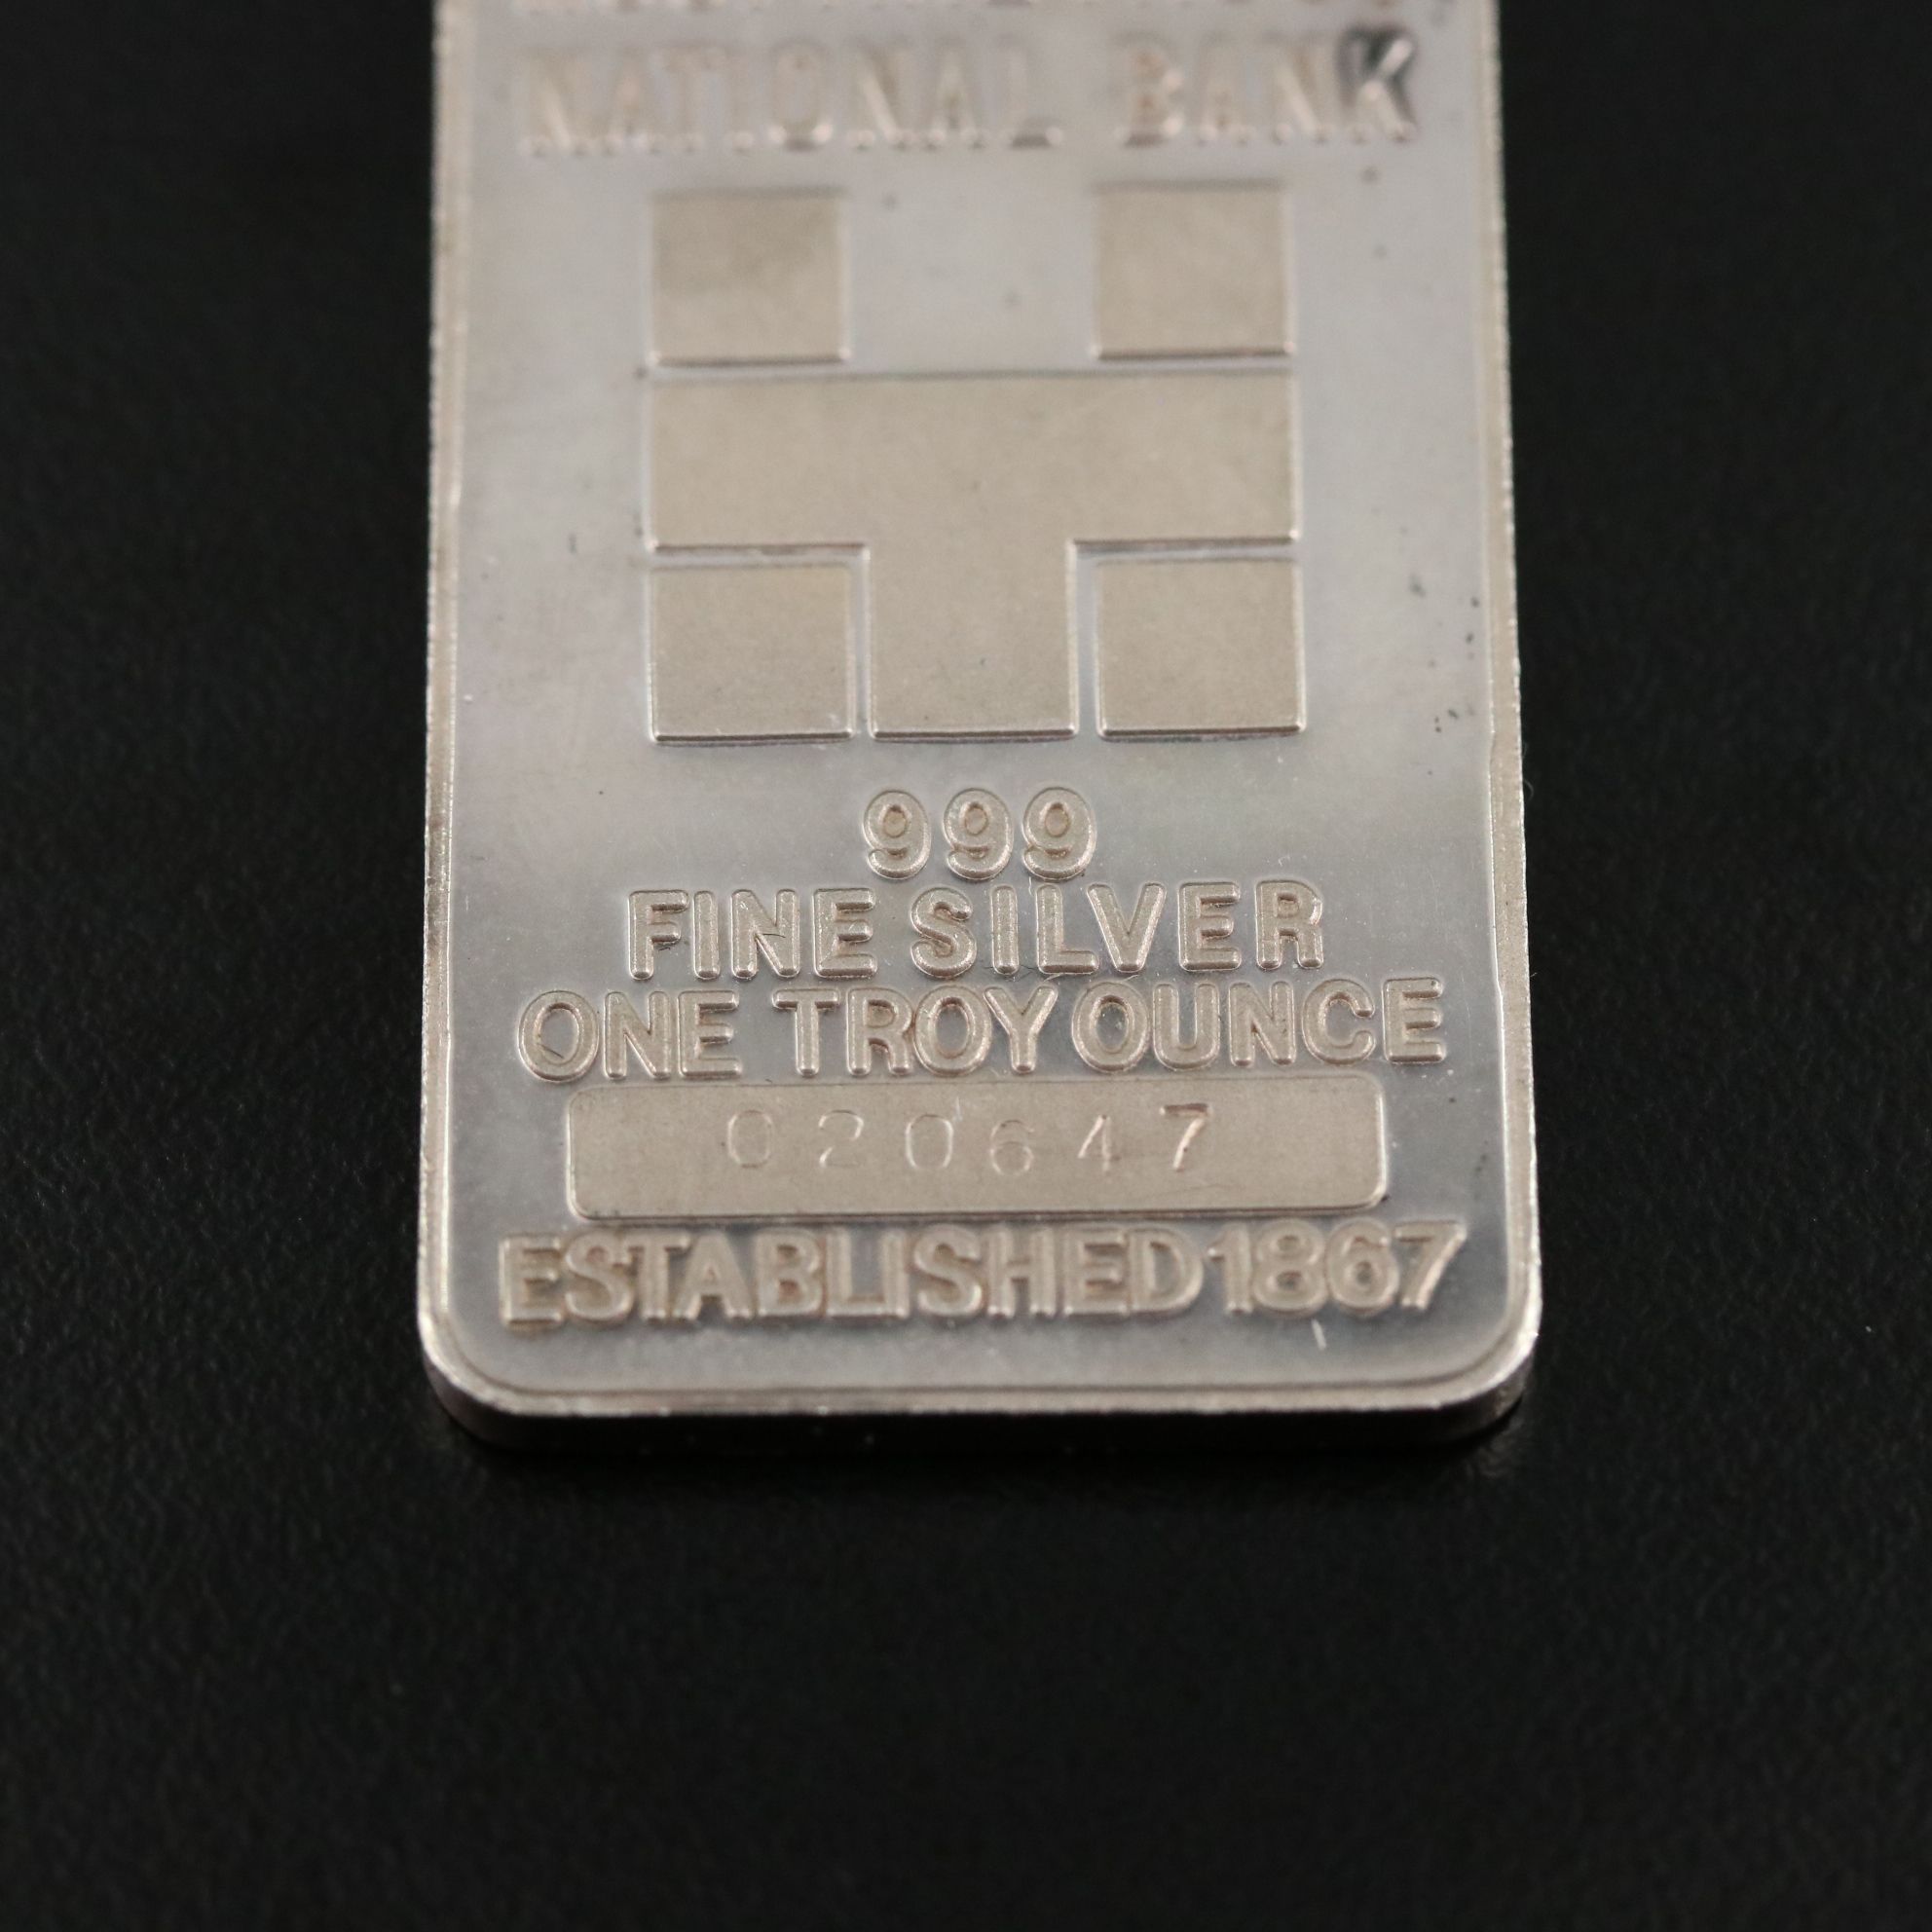 NATIONAL BANK
999
FINE SILVER
ONE TROY OUNCE
020647
ESTABLISHED 1867